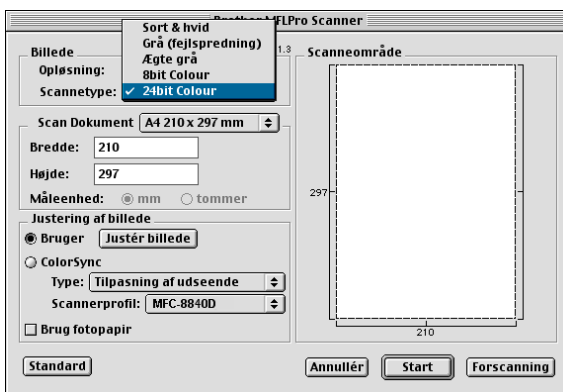 Brother MFLPro Scanner
Sort & hvid
Grå (fejlspredning)
Ægte grå
8bit Colour
✓ 24bit Colour
Billede
1.3
Opløsning:
Scannetype:
Scan Dokument A4 210 x 297 mm
Bredde: 210
Højde: 297
Måleenhed: mm tommer
Justering af billede
Bruger Justér billede
ColorSync
Type: Tilpasning af udseende
Scannerprofil: MFC-8840D
Brug fotopapir
Scanneområde
297
210
Standard
Annullér Start Forscanning